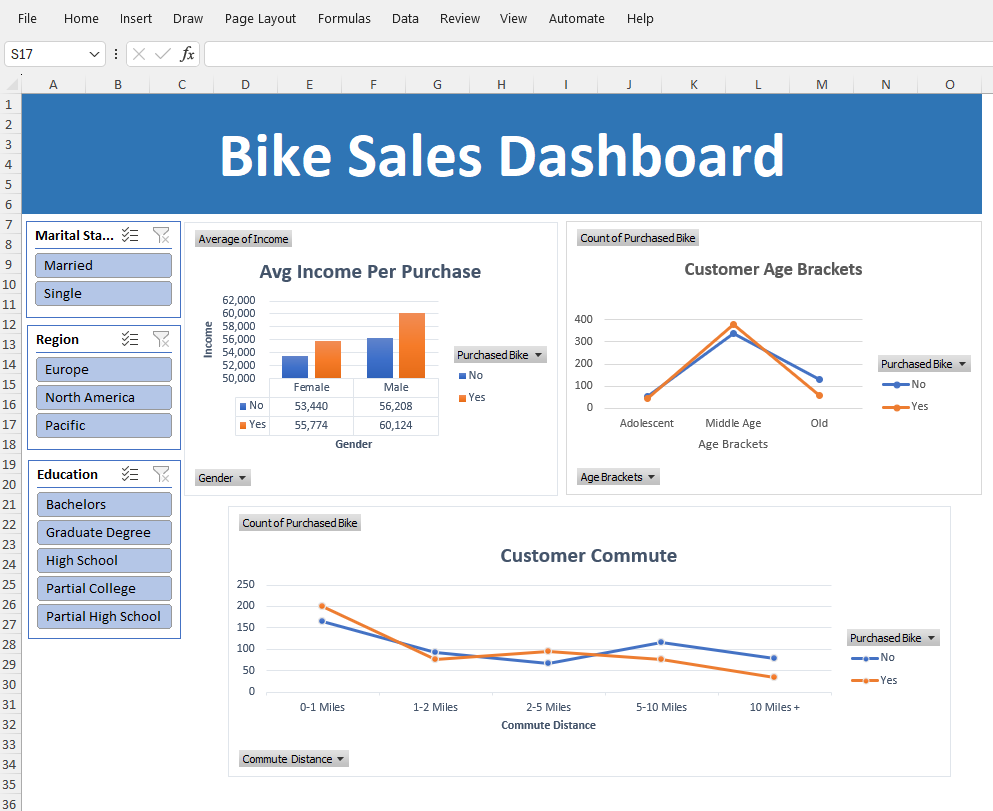 File Home Insert Draw Page Layout Formulas Data Review View Automate Help
S17 fx
A B C D E F G H I J K L M N O
1
2
3
4
5
6
7
8
9
10
11
12
13
14
15
16
17
18
19
20
21
22
23
24
25
26
27
28
29
30
31
32
33
34
35
36
Bike Sales Dashboard
Marital Sta...
Married
Single
Region
Europe
North America
Pacific
Education
Bachelors
Graduate Degree
High School
Partial College
Partial High School
Average of Income
Avg Income Per Purchase
62,000
60,000
58,000
56,000
54,000
52,000
50,000
Income
Female Male
No 53,440 56,208
Yes 55,774 60,124
Gender
Purchased Bike
No
Yes
Gender
Count of Purchased Bike
Customer Age Brackets
400
300
200
100
0
Adolescent Middle Age Old
Age Brackets
Purchased Bike
No
Yes
Age Brackets
Count of Purchased Bike
Customer Commute
250
200
150
100
50
0
0-1 Miles 1-2 Miles 2-5 Miles 5-10 Miles 10 Miles +
Commute Distance
Purchased Bike
No
Yes
Commute Distance